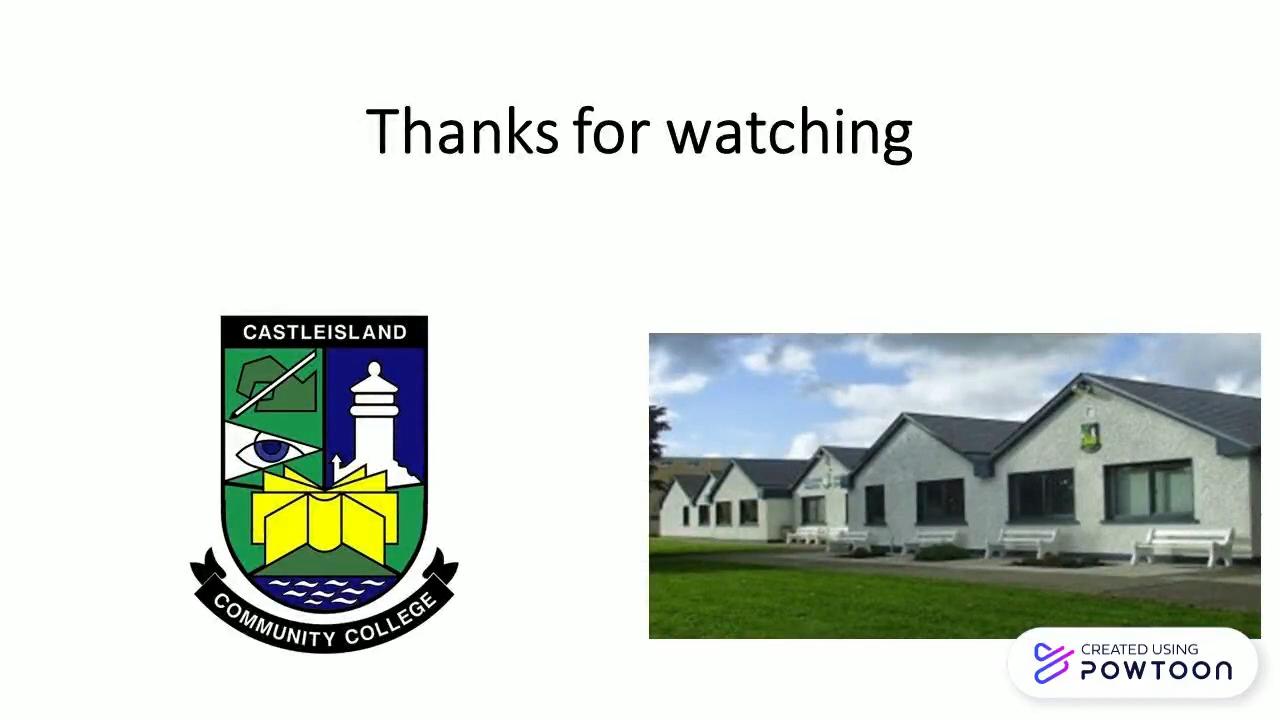 Thanks for watching
CASTLEISLAND
COMMUNITY COLLEGE
CREATED USING
POWTOON